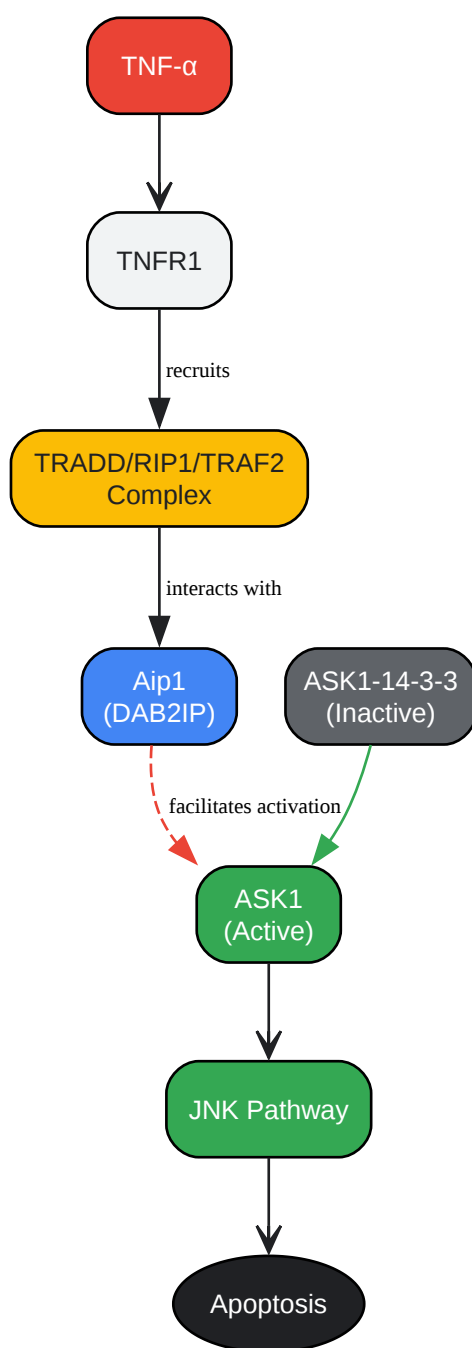 TNF-α
TNFR1
recruits
TRADD/RIP1/TRAF2
Complex
interacts with
Aip1
(DAB2IP)
ASK1-14-3-3
(Inactive)
facilitates activation
ASK1
(Active)
JNK Pathway
Apoptosis